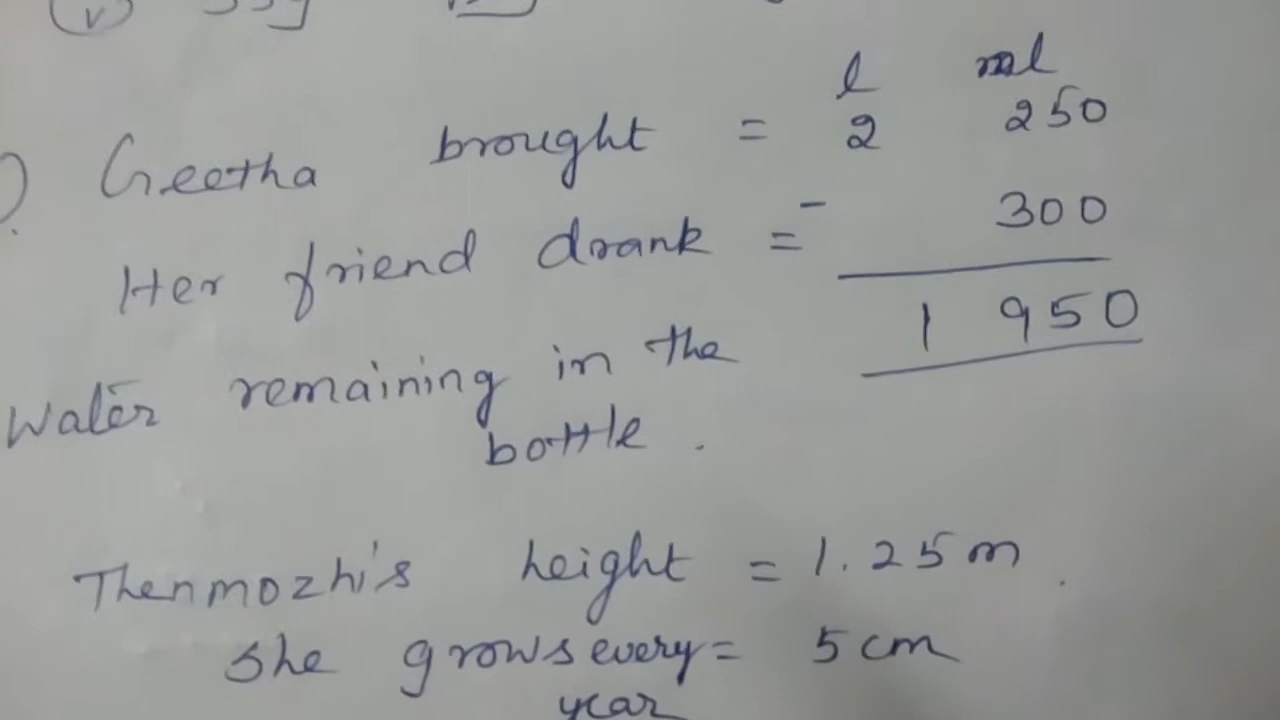 l ml
Geetha brought = 2 250
Her friend drank = - 300
Water remaining in the 1 950
bottle.
Thenmozhi's height = 1.25m.
She grows every = 5 cm
year